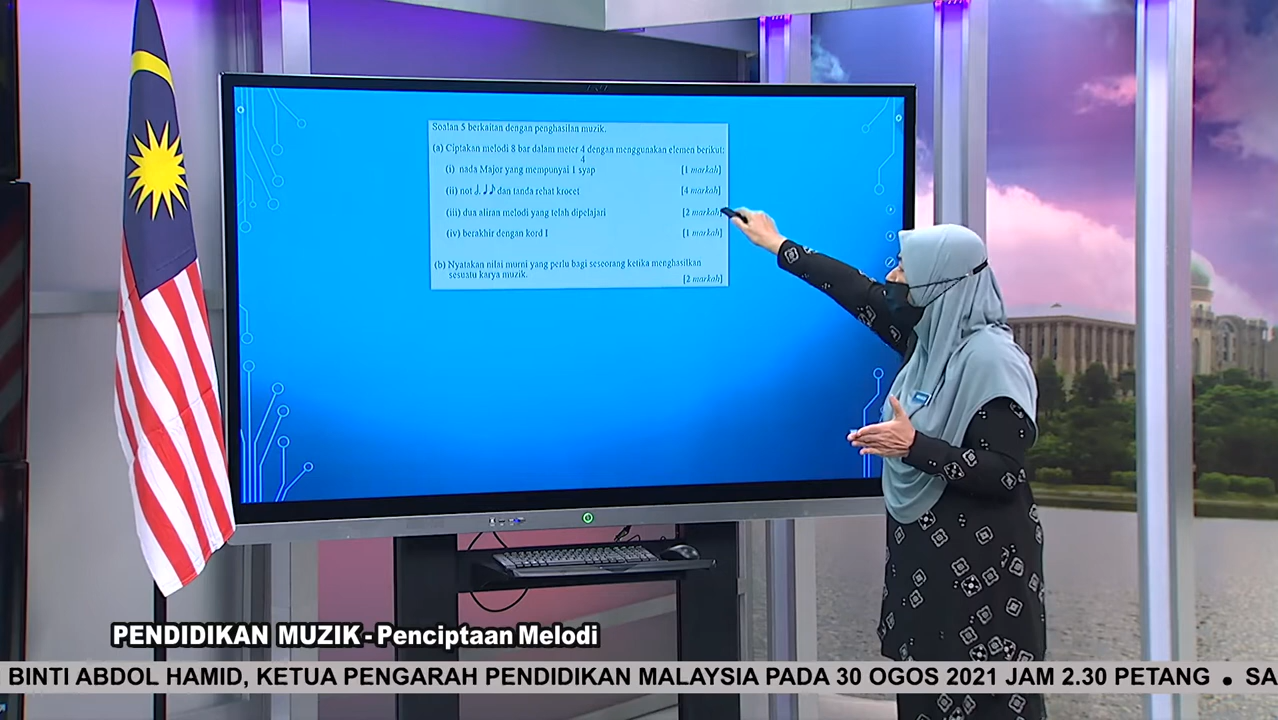 Soalan 5 berkaitan dengan penghasilan muzik.
(a) Ciptakan melodi 8 bar dalam meter 4/4 dengan menggunakan elemen berikut:
(i) nada Major yang mempunyai 1 syap [1 markah]
(ii) not ♩. ♩ ♪ dan tanda rehat krocet [4 markah]
(iii) dua aliran melodi yang telah dipelajari [2 markah]
(iv) berakhir dengan kord I [1 markah]
(b) Nyatakan nilai murni yang perlu bagi seseorang ketika menghasilkan
sesuatu karya muzik. [2 markah]
PENDIDIKAN MUZIK - Penciptaan Melodi
BINTI ABDOL HAMID, KETUA PENGARAH PENDIDIKAN MALAYSIA PADA 30 OGOS 2021 JAM 2.30 PETANG • SA